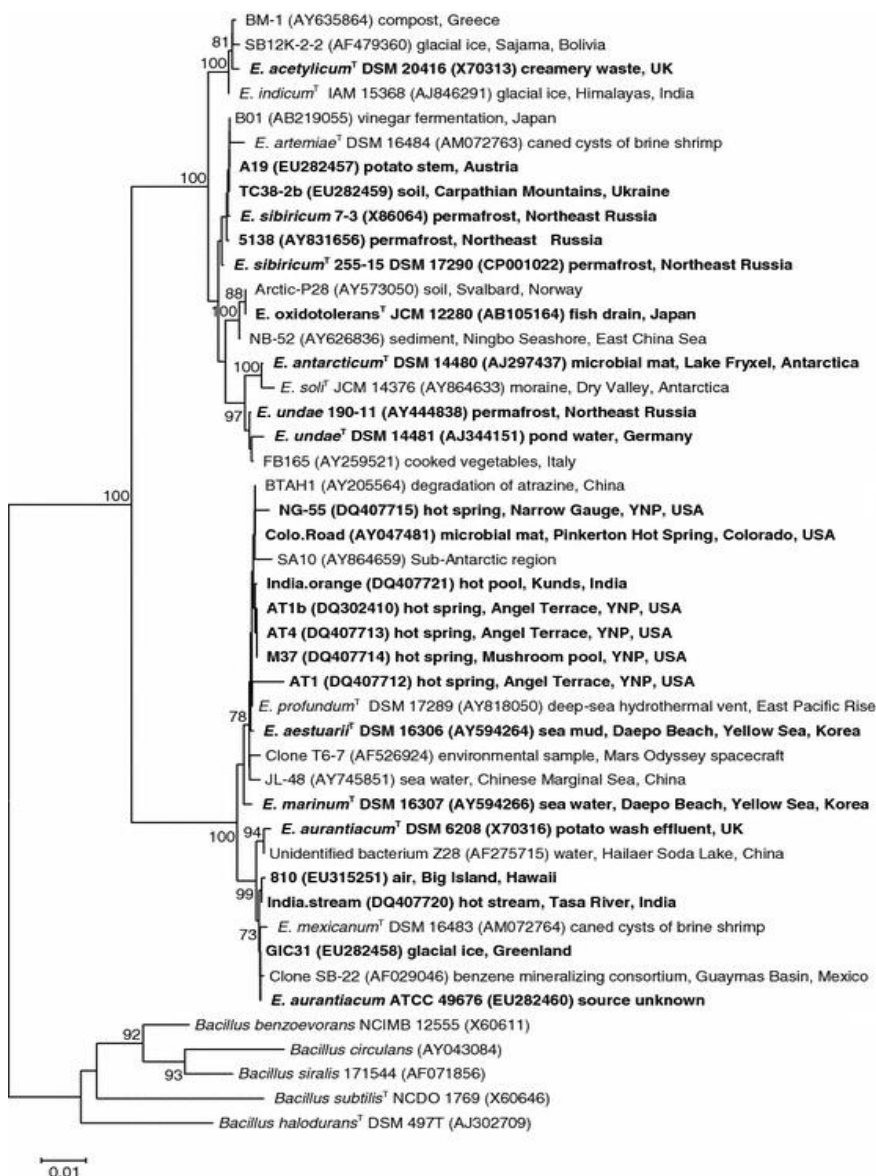 BM-1 (AY635864) compost, Greece
81
SB12K-2-2 (AF479360) glacial ice, Sajama, Bolivia
100
E. acetylicumT DSM 20416 (X70313) creamery waste, UK
E. indicumT IAM 15368 (AJ846291) glacial ice, Himalayas, India
B01 (AB219055) vinegar fermentation, Japan
E. artemiaeT DSM 16484 (AM072763) caned cysts of brine shrimp
A19 (EU282457) potato stem, Austria
100
TC38-2b (EU282459) soil, Carpathian Mountains, Ukraine
E. sibiricum 7-3 (X86064) permafrost, Northeast Russia
5138 (AY831656) permafrost, Northeast Russia
E. sibiricumT 255-15 DSM 17290 (CP001022) permafrost, Northeast Russia
88
Arctic-P28 (AY573050) soil, Svalbard, Norway
100
E. oxidotoleransT JCM 12280 (AB105164) fish drain, Japan
NB-52 (AY626836) sediment, Ningbo Seashore, East China Sea
100
E. antarcticumT DSM 14480 (AJ297437) microbial mat, Lake Fryxel, Antarctica
E. soliT JCM 14376 (AY864633) moraine, Dry Valley, Antarctica
97
E. undae 190-11 (AY444838) permafrost, Northeast Russia
E. undaeT DSM 14481 (AJ344151) pond water, Germany
FB165 (AY259521) cooked vegetables, Italy
BTAH1 (AY205564) degradation of atrazine, China
100
NG-55 (DQ407715) hot spring, Narrow Gauge, YNP, USA
Colo.Road (AY047481) microbial mat, Pinkerton Hot Spring, Colorado, USA
SA10 (AY864659) Sub-Antarctic region
India.orange (DQ407721) hot pool, Kunds, India
AT1b (DQ302410) hot spring, Angel Terrace, YNP, USA
AT4 (DQ407713) hot spring, Angel Terrace, YNP, USA
M37 (DQ407714) hot spring, Mushroom pool, YNP, USA
AT1 (DQ407712) hot spring, Angel Terrace, YNP, USA
E. profundumT DSM 17289 (AY818050) deep-sea hydrothermal vent, East Pacific Rise
78
E. aestuariiT DSM 16306 (AY594264) sea mud, Daepo Beach, Yellow Sea, Korea
Clone T6-7 (AF526924) environmental sample, Mars Odyssey spacecraft
JL-48 (AY745851) sea water, Chinese Marginal Sea, China
E. marinumT DSM 16307 (AY594266) sea water, Daepo Beach, Yellow Sea, Korea
100
94
E. aurantiacumT DSM 6208 (X70316) potato wash effluent, UK
Unidentified bacterium Z28 (AF275715) water, Hailaer Soda Lake, China
810 (EU315251) air, Big Island, Hawaii
99
India.stream (DQ407720) hot stream, Tasa River, India
E. mexicanumT DSM 16483 (AM072764) caned cysts of brine shrimp
73
GIC31 (EU282458) glacial ice, Greenland
Clone SB-22 (AF029046) benzene mineralizing consortium, Guaymas Basin, Mexico
E. aurantiacum ATCC 49676 (EU282460) source unknown
Bacillus benzoevorans NCIMB 12555 (X60611)
92
Bacillus circulans (AY043084)
93
Bacillus siralis 171544 (AF071856)
Bacillus subtilisT NCDO 1769 (X60646)
Bacillus haloduransT DSM 497T (AJ302709)
0.01